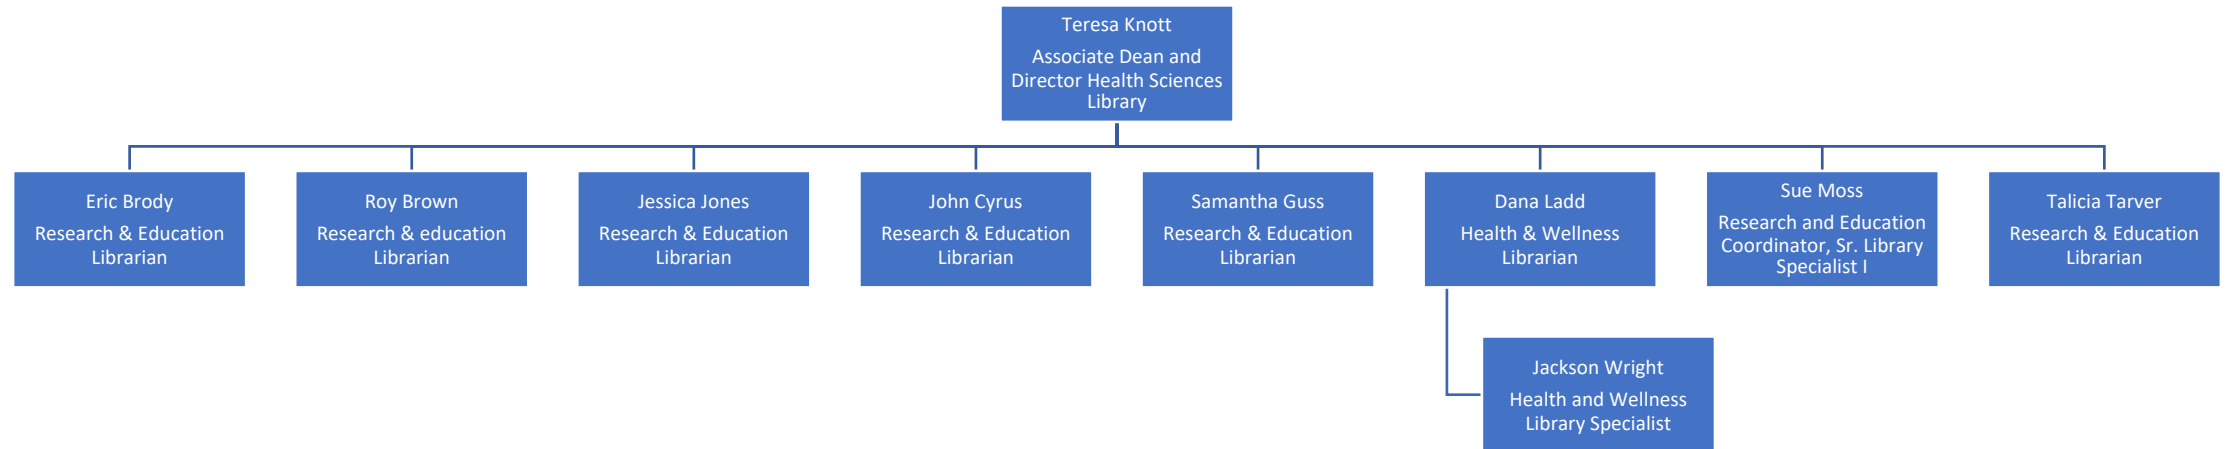 Teresa Knott
Associate Dean and
Director Health Sciences
Library
Eric Brody
Research & Education
Librarian
Roy Brown
Research & education
Librarian
Jessica Jones
Research & Education
Librarian
John Cyrus
Research & Education
Librarian
Samantha Guss
Research & Education
Librarian
Dana Ladd
Health & Wellness
Librarian
Sue Moss
Research and Education
Coordinator, Sr. Library
Specialist I
Talicia Tarver
Research & Education
Librarian
Jackson Wright
Health and Wellness
Library Specialist